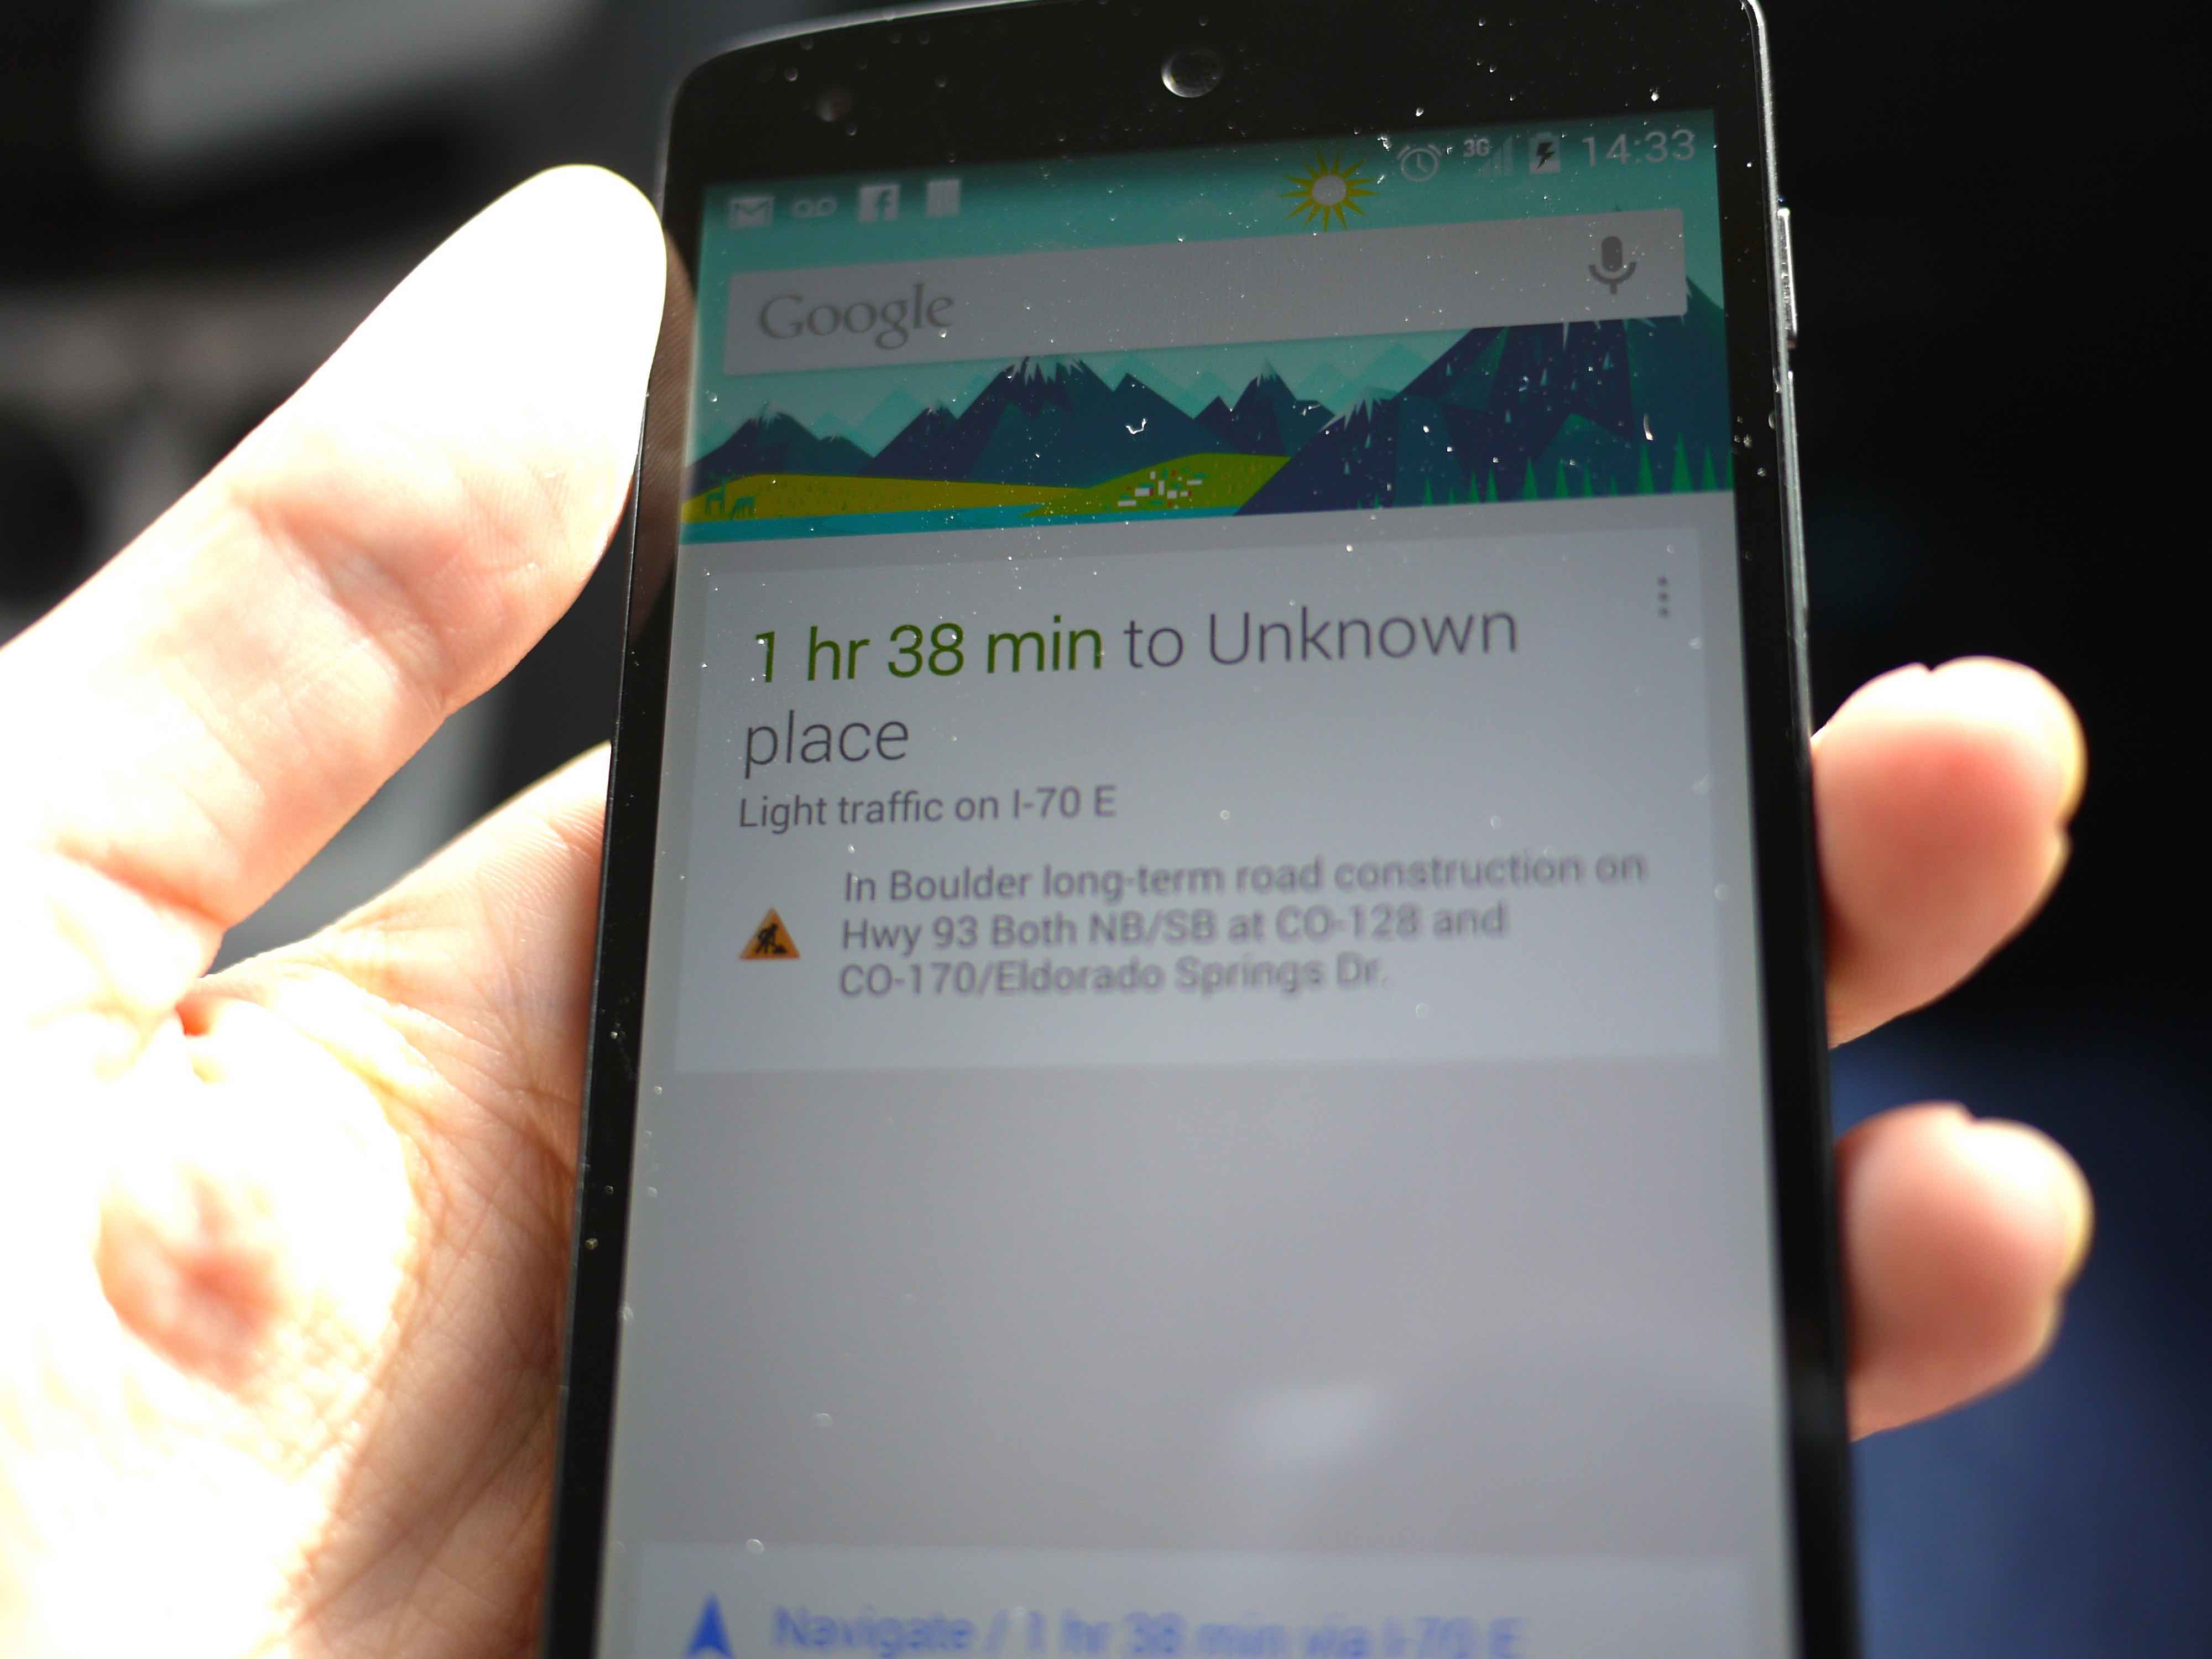 3G 14:33
Google
1 hr 38 min to Unknown
place
Light traffic on I-70 E
In Boulder long-term road construction on
Hwy 93 Both NB/SB at CO-128 and
CO-170/Eldorado Springs Dr.
Navigate / 1 hr 38 min via I-70 E